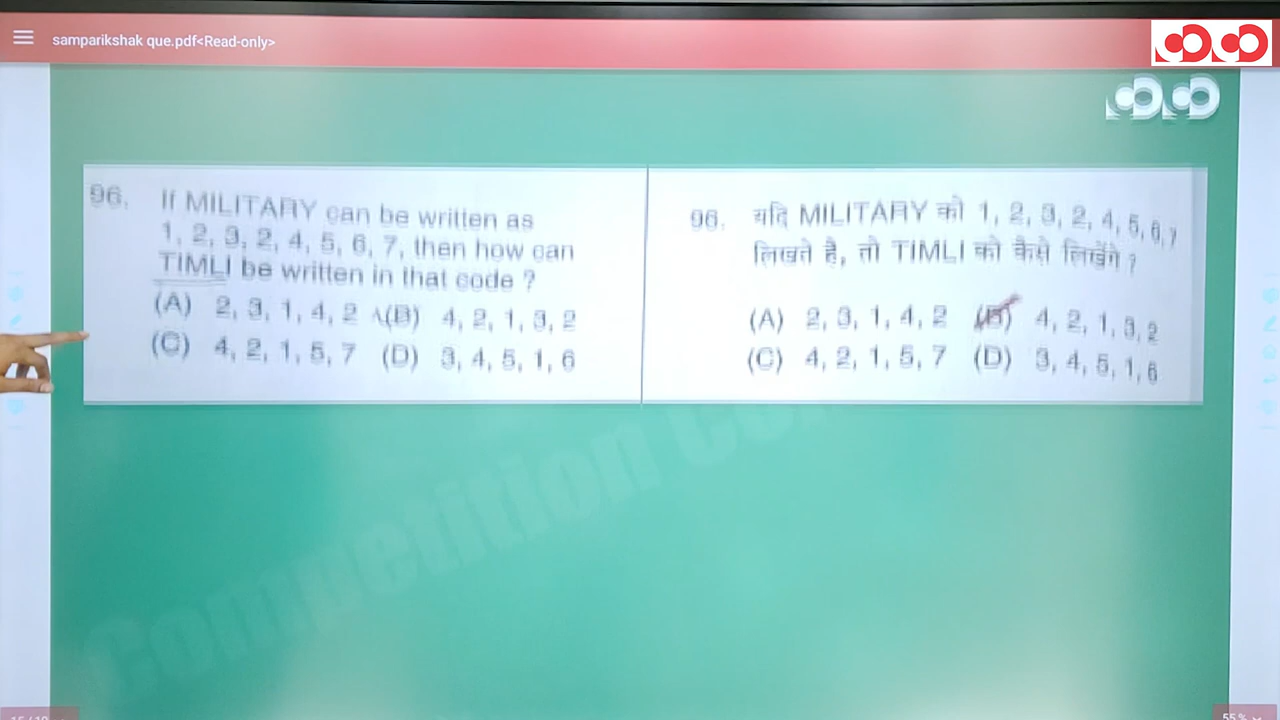 samparikshak que.pdf<Read-only>
96. If MILITARY can be written as
1, 2, 3, 2, 4, 5, 6, 7, then how can
TIMLI be written in that code ?
(A) 2, 3, 1, 4, 2 (B) 4, 2, 1, 3, 2
(C) 4, 2, 1, 5, 7 (D) 3, 4, 5, 1, 6
96. यदि MILITARY को 1, 2, 3, 2, 4, 5, 6, 7
लिखते है, तो TIMLI को कैसे लिखेंगे ?
(A) 2, 3, 1, 4, 2 (B) 4, 2, 1, 3, 2
(C) 4, 2, 1, 5, 7 (D) 3, 4, 5, 1, 6
Competition
55%